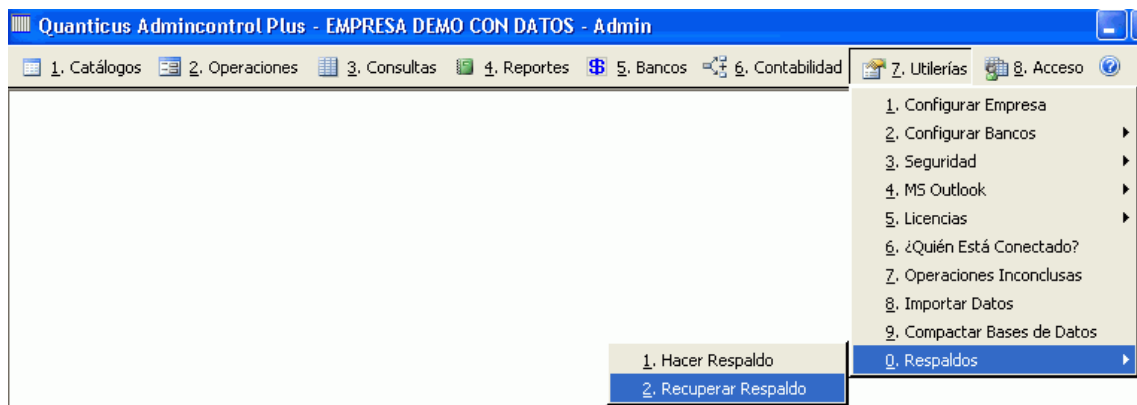 Quanticus Admincontrol Plus - EMPRESA DEMO CON DATOS - Admin
1. Catálogos 2. Operaciones 3. Consultas 4. Reportes $ 5. Bancos 6. Contabilidad 7. Utilerías 8. Acceso ?
1. Configurar Empresa
2. Configurar Bancos
3. Seguridad
4. MS Outlook
5. Licencias
6. ¿Quién Está Conectado?
7. Operaciones Inconclusas
8. Importar Datos
9. Compactar Bases de Datos
0. Respaldos
1. Hacer Respaldo
2. Recuperar Respaldo